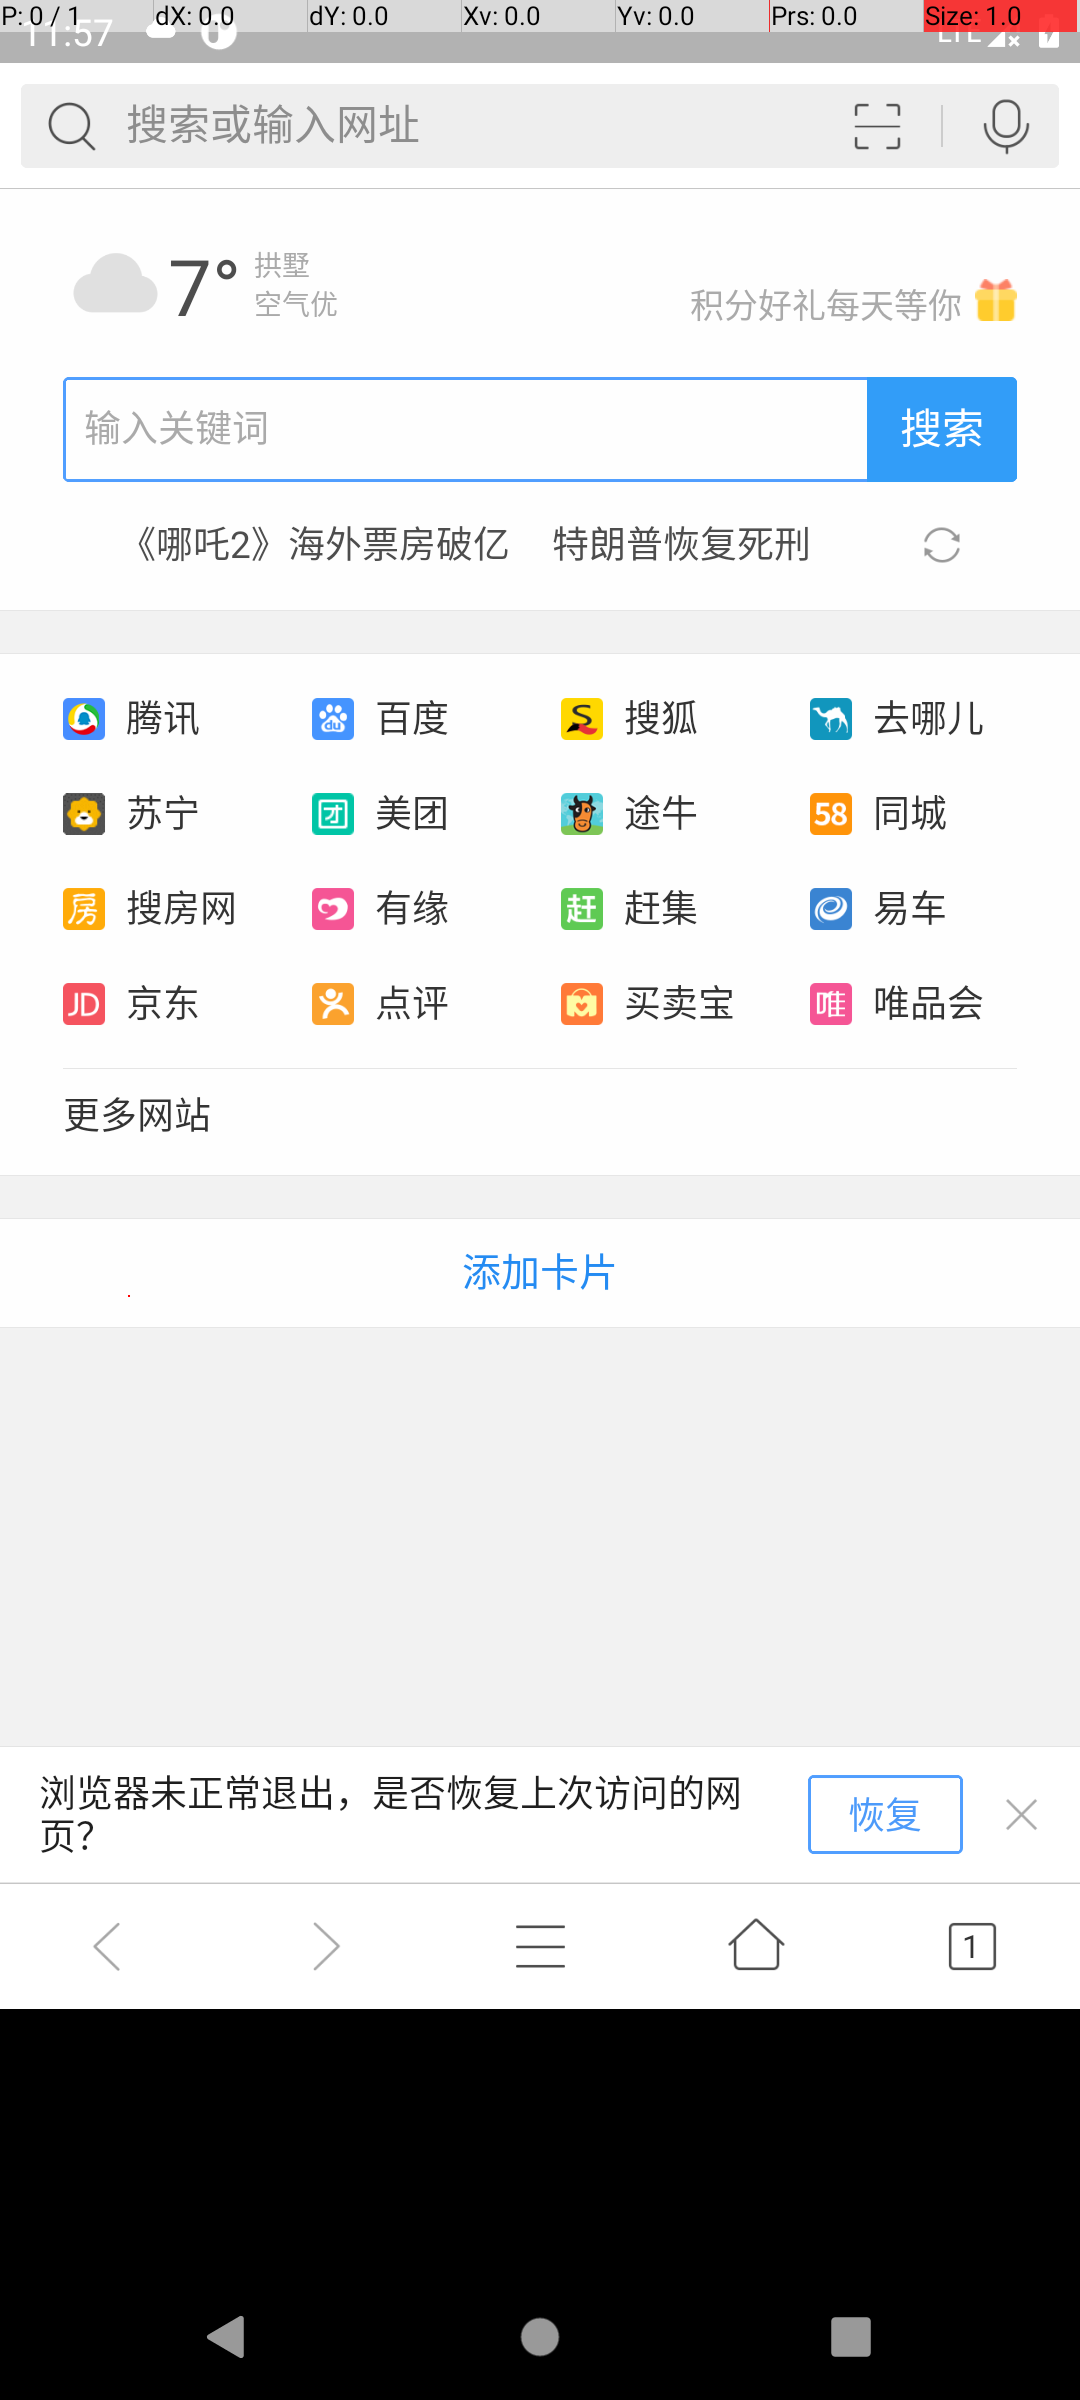 P: 0 / 1 dX: 0.0 dY: 0.0 Xv: 0.0 Yv: 0.0 Prs: 0.0 Size: 1.0
11:57 LTE
搜索或输入网址
7° 拱墅
空气优
积分好礼每天等你
输入关键词 搜索
《哪吒2》海外票房破亿 特朗普恢复死刑
腾讯 百度 搜狐 去哪儿
苏宁 团 美团 途牛 58 同城
房 搜房网 有缘 赶 赶集 易车
JD 京东 点评 买卖宝 唯 唯品会
更多网站
添加卡片
浏览器未正常退出，是否恢复上次访问的网
页？
恢复
1